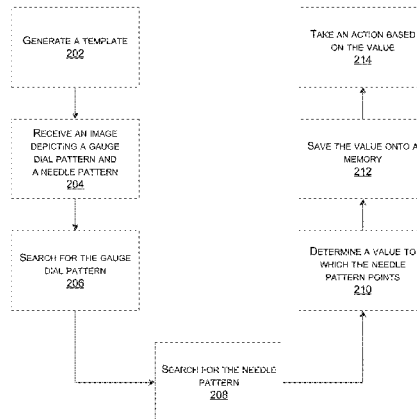 GENERATE A TEMPLATE
202
RECEIVE AN IMAGE
DEPICTING A GAUGE
DIAL PATTERN AND
A NEEDLE PATTERN
204
SEARCH FOR THE GAUGE
DIAL PATTERN
206
SEARCH FOR THE NEEDLE
PATTERN
208
DETERMINE A VALUE TO
WHICH THE NEEDLE
PATTERN POINTS
210
SAVE THE VALUE ONTO A
MEMORY
212
TAKE AN ACTION BASED
ON THE VALUE
214